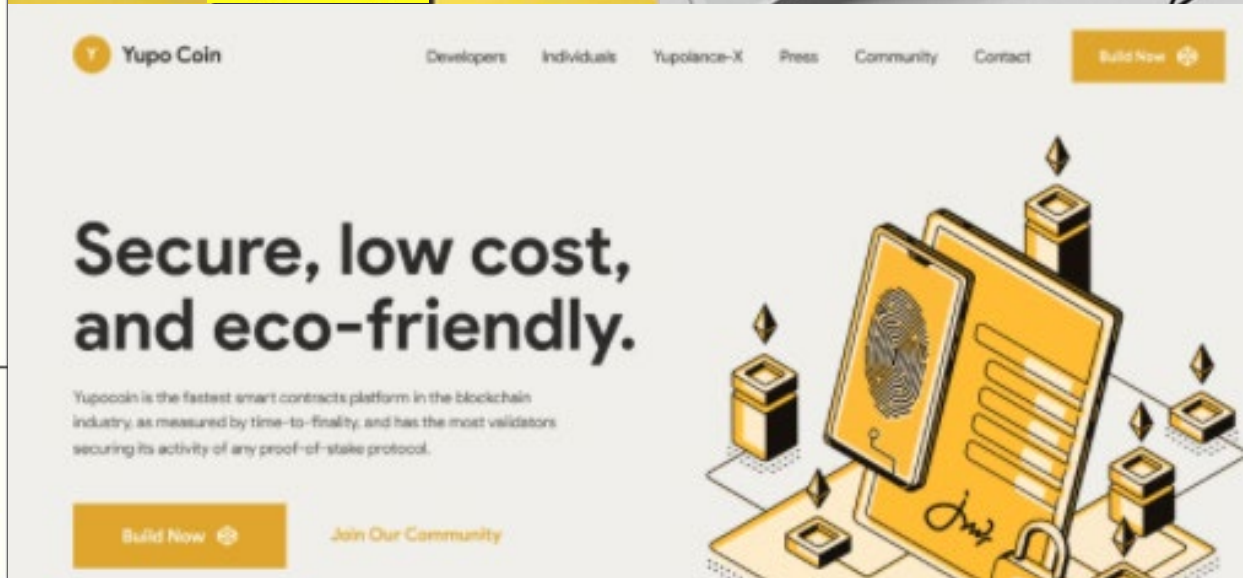 Y Yupo Coin
Developers Individuals Yupolance-X Press Community Contact Build Now
Secure, low cost,
and eco-friendly.
Yupocoin is the fastest smart contracts platform in the blockchain
industry, as measured by time-to-finality, and has the most validators
securing its activity of any proof-of-stake protocol.
Build Now Join Our Community